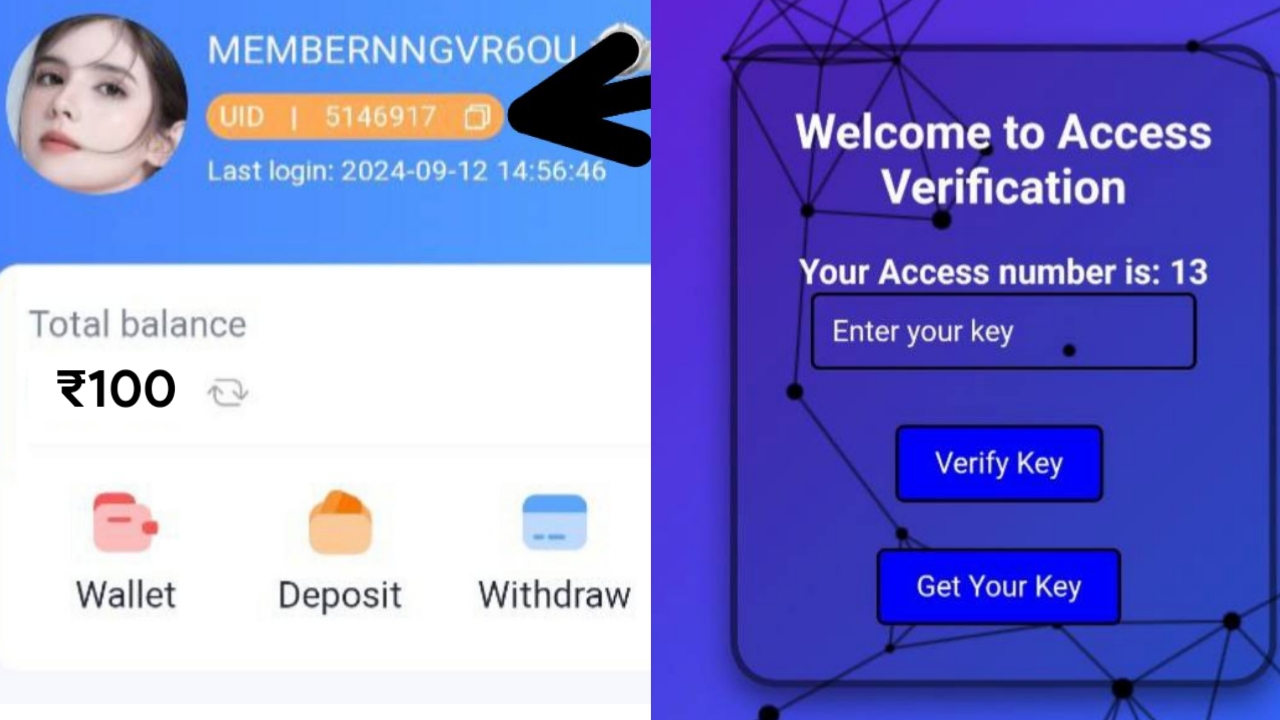 MEMBERNNGVR6OU
UID | 5146917
Last login: 2024-09-12 14:56:46
Total balance
₹100
Wallet
Deposit
Withdraw
Welcome to Access
Verification
Your Access number is: 13
Enter your key
Verify Key
Get Your Key